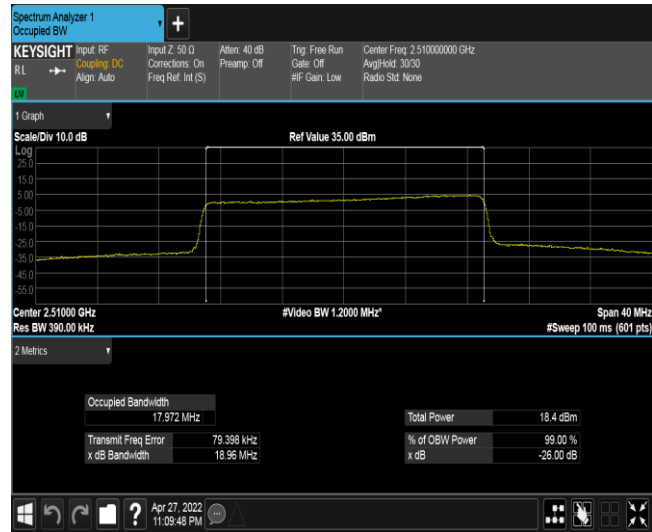 Spectrum Analyzer 1
Occupied BW
+
KEYSIGHT
RL
LXI
Input: RF
Coupling: DC
Align: Auto
Input Z: 50 Ω
Corrections: On
Freq Ref: Int (S)
Atten: 40 dB
Preamp: Off
Trig: Free Run
Gate: Off
#IF Gain: Low
Center Freq: 2.510000000 GHz
Avg|Hold: 30/30
Radio Std: None
1 Graph
Scale/Div 10.0 dB
Ref Value 35.00 dBm
Log
25.0
15.0
5.00
-5.00
-15.0
-25.0
-35.0
-45.0
-55.0
Center 2.51000 GHz
#Video BW 1.2000 MHz*
Span 40 MHz
Res BW 390.00 kHz
#Sweep 100 ms (601 pts)
2 Metrics
Occupied Bandwidth
17.972 MHz
Total Power 18.4 dBm
Transmit Freq Error 79.398 kHz
% of OBW Power 99.00 %
x dB Bandwidth 18.96 MHz
x dB -26.00 dB
?
Apr 27, 2022
11:09:48 PM